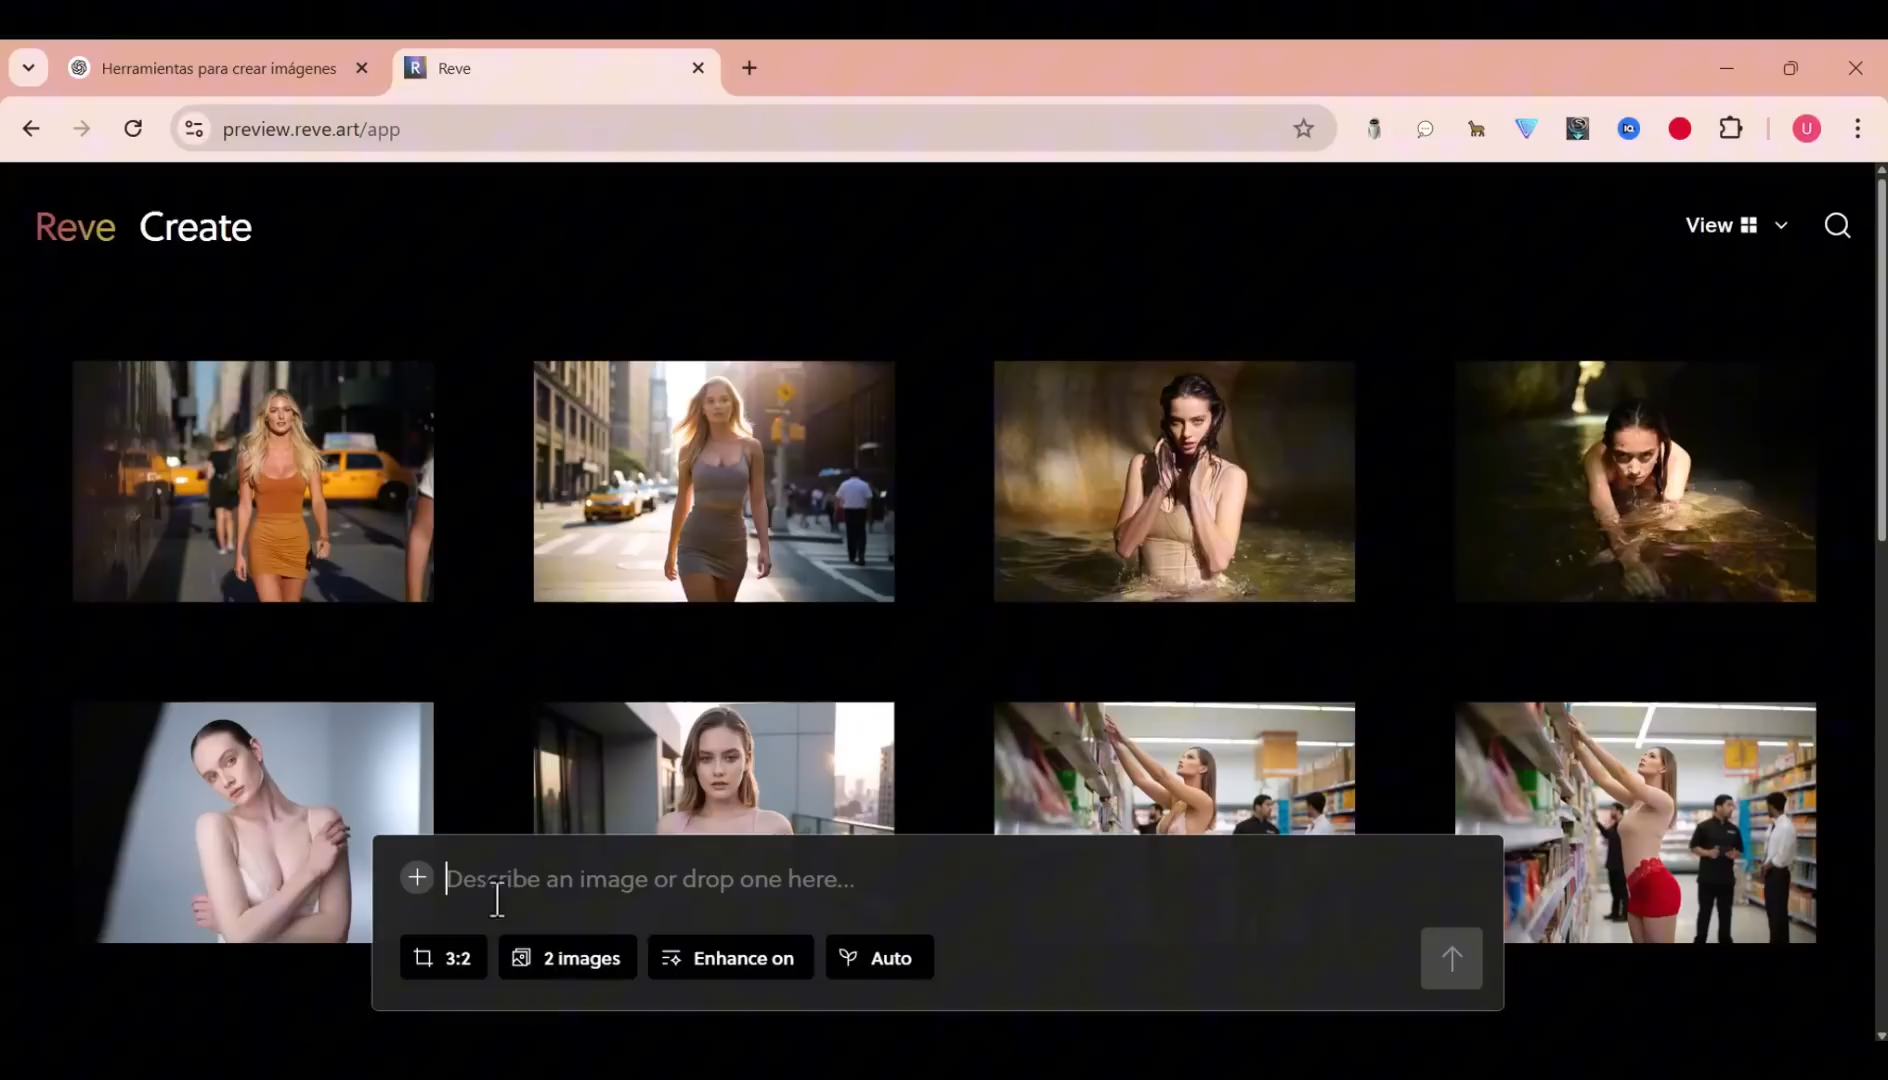 Herramientas para crear imágenes
Reve
preview.reve.art/app
U
Reve Create
View
Describe an image or drop one here...
3:2
2 images
Enhance on
Auto